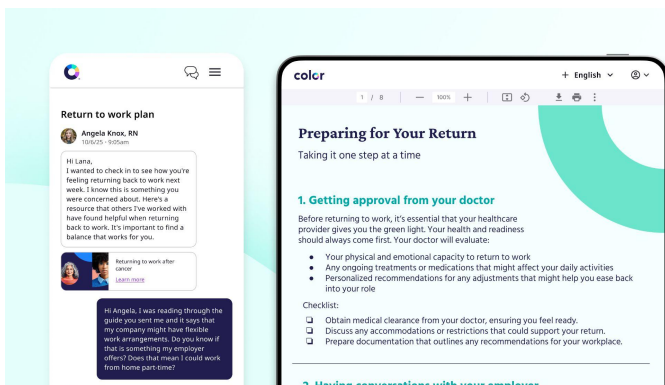 Return to work plan
Angela Knox, RN
10/6/25 - 9:05am
Hi Lana,
I wanted to check in to see how you're
feeling returning back to work next
week. I know this is something you
were concerned about. Here's a
resource that others I've worked with
have found helpful when returning
back to work. It's important to find a
balance that works for you.
Returning to work after
cancer
Learn more
Hi Angela, I was reading through the
guide you sent me and it says that
my company might have flexible
work arrangements. Do you know if
that is something my employer
offers? Does that mean I could work
from home part-time?
color
+ English
1 / 8
100%
Preparing for Your Return
Taking it one step at a time
1. Getting approval from your doctor
Before returning to work, it's essential that your healthcare
provider gives you the green light. Your health and readiness
should always come first. Your doctor will evaluate:
• Your physical and emotional capacity to return to work
• Any ongoing treatments or medications that might affect your daily activities
• Personalized recommendations for any adjustments that might help you ease back
into your role
Checklist:
❏ Obtain medical clearance from your doctor, ensuring you feel ready.
❏ Discuss any accommodations or restrictions that could support your return.
❏ Prepare documentation that outlines any recommendations for your workplace.
2. Having conversations with your employer